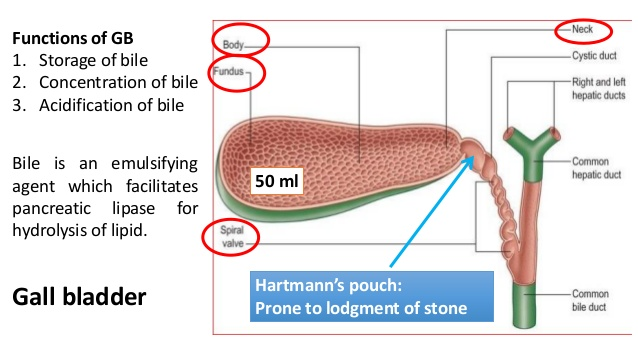 Functions of GB
1. Storage of bile
2. Concentration of bile
3. Acidification of bile
Bile is an emulsifying
agent which facilitates
pancreatic lipase for
hydrolysis of lipid.
Gall bladder
Body
Fundus
50 ml
Spiral
valve
Neck
Cystic duct
Right and left
hepatic ducts
Common
hepatic duct
Common
bile duct
Hartmann's pouch:
Prone to lodgment of stone